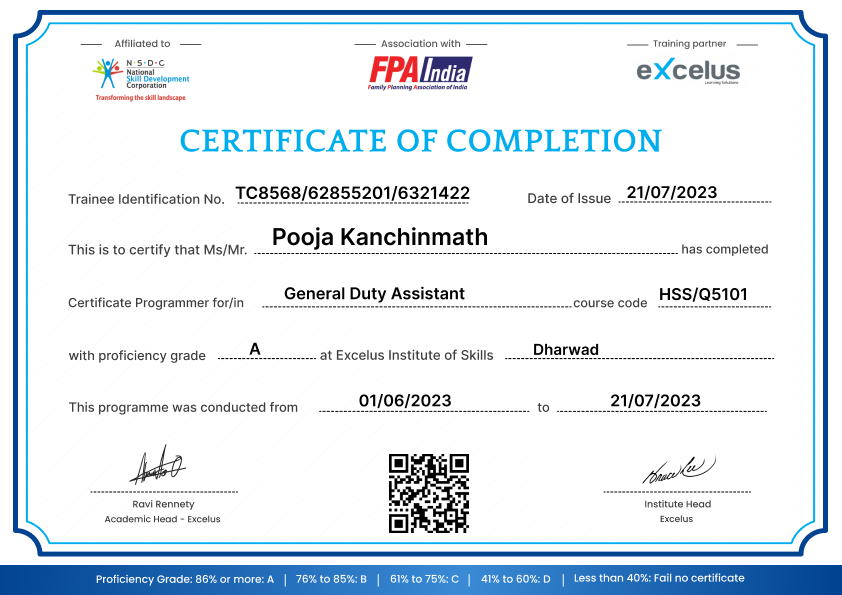 Affiliated to
Association with
Training partner
N·S·D·C
National
Skill Development
Corporation
Transforming the skill landscape
FPA India
Family Planning Association of India
eXcelus
Learning Solutions
CERTIFICATE OF COMPLETION
Trainee Identification No. TC8568/62855201/6321422 Date of Issue 21/07/2023
This is to certify that Ms/Mr. Pooja Kanchinmath has completed
Certificate Programmer for/in General Duty Assistant course code HSS/Q5101
with proficiency grade A at Excelus Institute of Skills Dharwad
This programme was conducted from 01/06/2023 to 21/07/2023
Ravi Rennety
Academic Head - Excelus
Institute Head
Excelus
Proficiency Grade: 86% or more: A | 76% to 85%: B | 61% to 75%: C | 41% to 60%: D | Less than 40%: Fail no certificate